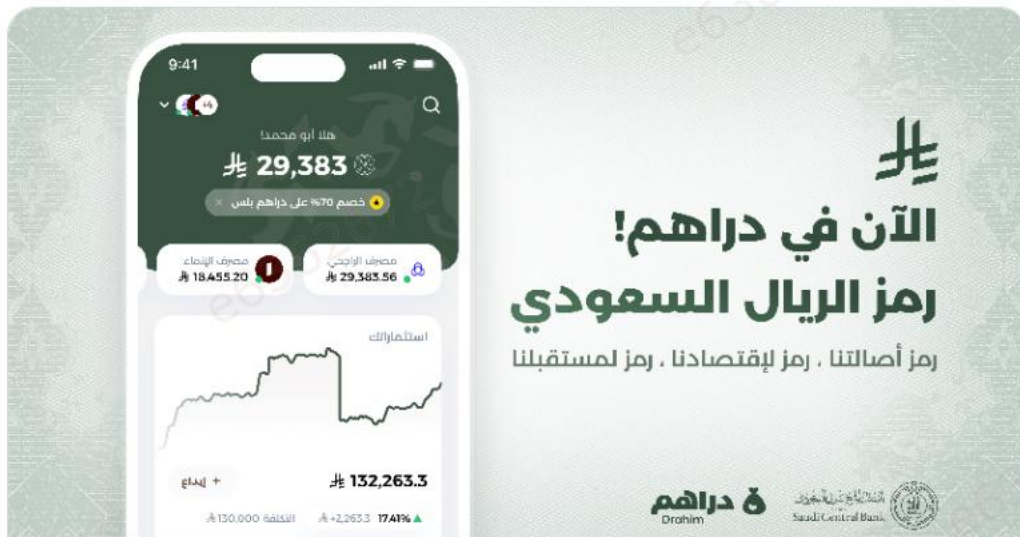 الآن في دراهم!
رمز الريال السعودي
رمز أصالتنا ، رمز لإقتصادنا ، رمز لمستقبلنا
دراهم
Drahim
Saudi Central Bank
9:41
+4
هلا أبو محمد!
29,383
خصم 70% على دراهم بلس ×
مصرف الراجحي
29,383.56
مصرف الإنماء
18,455.20
استثماراتك
132,263.3
+ إيداع
17.41% +2,263.3
التكلفة 130,000